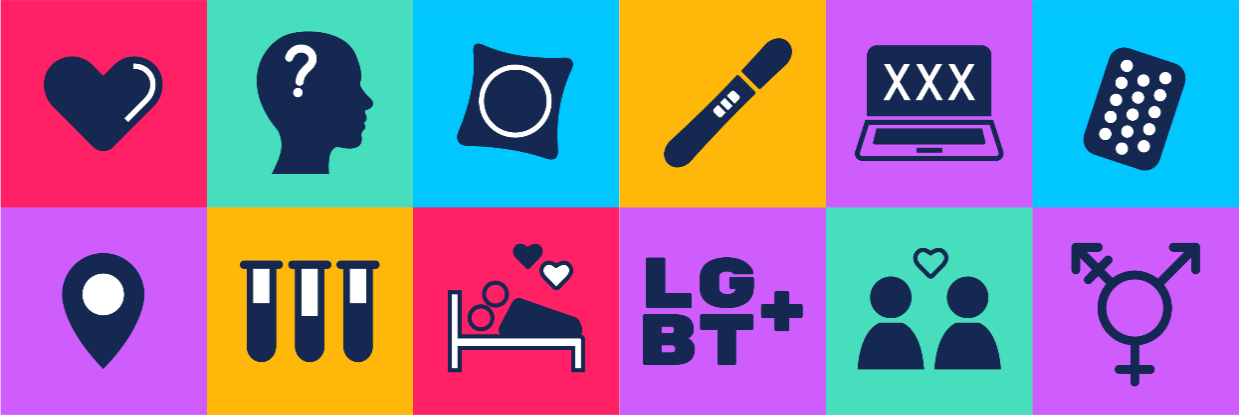 ?
XXX
LG
BT+